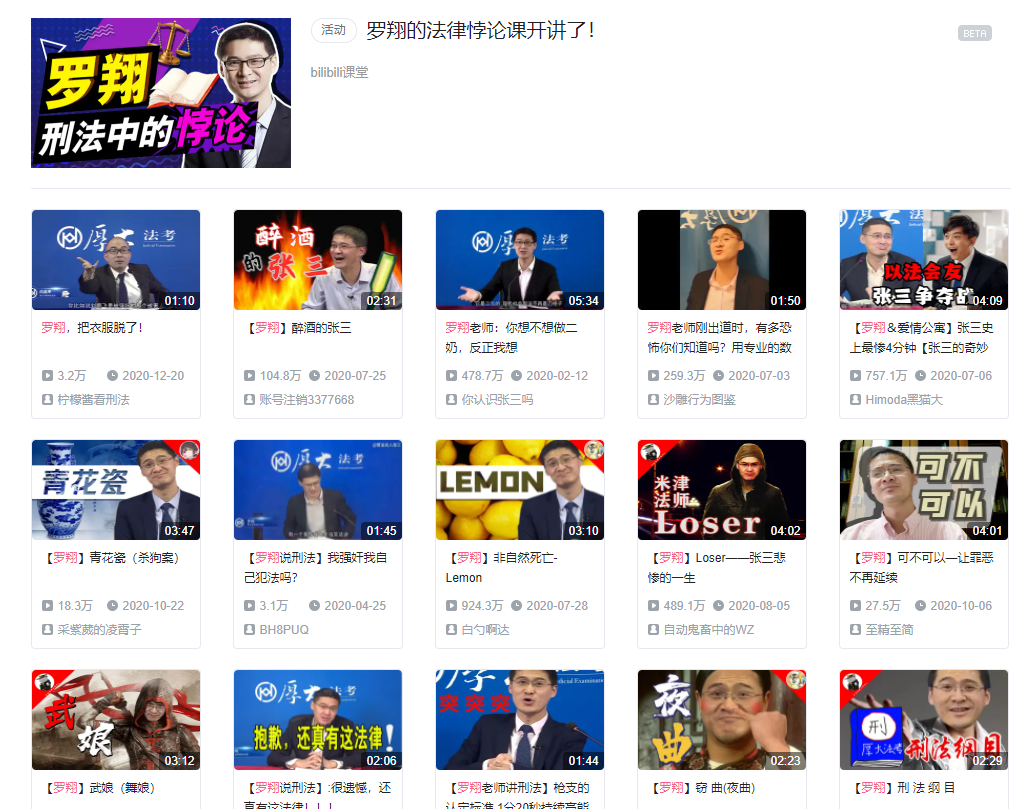 罗翔
刑法中的悖论
活动 罗翔的法律悖论课开讲了!
BETA
bilibili课堂
厚大 法考
01:10
罗翔，把衣服脱了!
3.2万 2020-12-20
柠檬酱看刑法
醉酒
的张三
02:31
【罗翔】醉酒的张三
104.8万 2020-07-25
账号注销3377668
厚大 法考
05:34
罗翔老师：你想不想做二
奶，反正我想
478.7万 2020-02-12
你认识张三吗
01:50
罗翔老师刚出道时，有多恐
怖你们知道吗？用专业的数
259.3万 2020-07-03
沙雕行为图鉴
厚大 法考
以法会友
张三争夺战
04:09
【罗翔＆爱情公寓】张三史
上最惨4分钟【张三的奇妙
757.1万 2020-07-06
Himoda黑猫大
青花瓷
03:47
【罗翔】青花瓷（杀狗案）
18.3万 2020-10-22
采紫葳的凌霄子
厚大 法考
01:45
【罗翔说刑法】我强奸我自
己犯法吗？
3.1万 2020-04-25
BH8PUQ
LEMON
03:10
【罗翔】非自然死亡-
Lemon
924.3万 2020-07-28
白勺啊达
米津
法师
Loser
04:02
【罗翔】Loser——张三悲
惨的一生
489.1万 2020-08-05
自动鬼畜中的WZ
可不
可以
04:01
【罗翔】可不可以—让罪恶
不再延续
27.5万 2020-10-06
至精至简
武
娘
03:12
【罗翔】武娘（舞娘）
厚大 法考
抱歉，还真有这法律!
02:06
【罗翔说刑法】:很遗憾，还
真有这法律！！！
突突突
01:44
【罗翔老师讲刑法】枪支的
认定标准 1分20秒持续高能
夜
曲
02:23
【罗翔】窃 曲(夜曲)
刑
厚大法考
刑法纲目
02:29
【罗翔】刑 法 纲 目